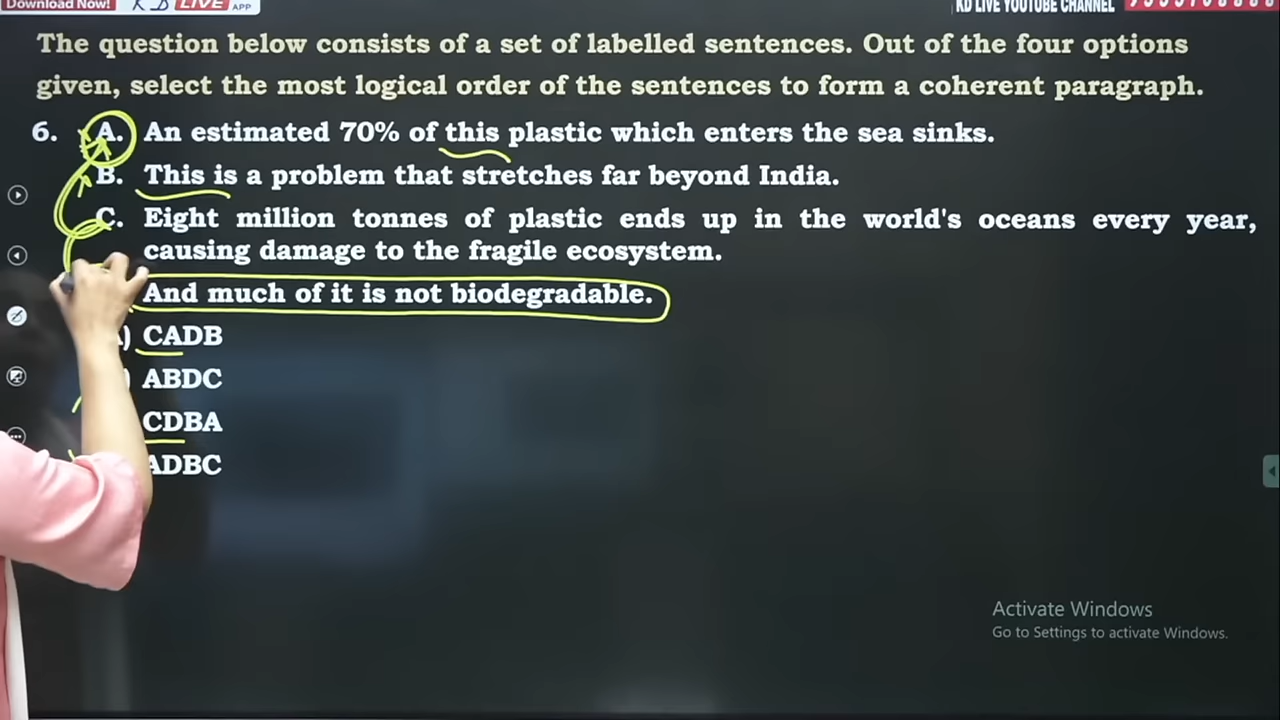 Download Now! KD LIVE APP
KD LIVE YOUTUBE CHANNEL
The question below consists of a set of labelled sentences. Out of the four options
given, select the most logical order of the sentences to form a coherent paragraph.
6. A. An estimated 70% of this plastic which enters the sea sinks.
B. This is a problem that stretches far beyond India.
C. Eight million tonnes of plastic ends up in the world's oceans every year,
causing damage to the fragile ecosystem.
And much of it is not biodegradable.
) CADB
) ABDC
CDBA
ADBC
Activate Windows
Go to Settings to activate Windows.